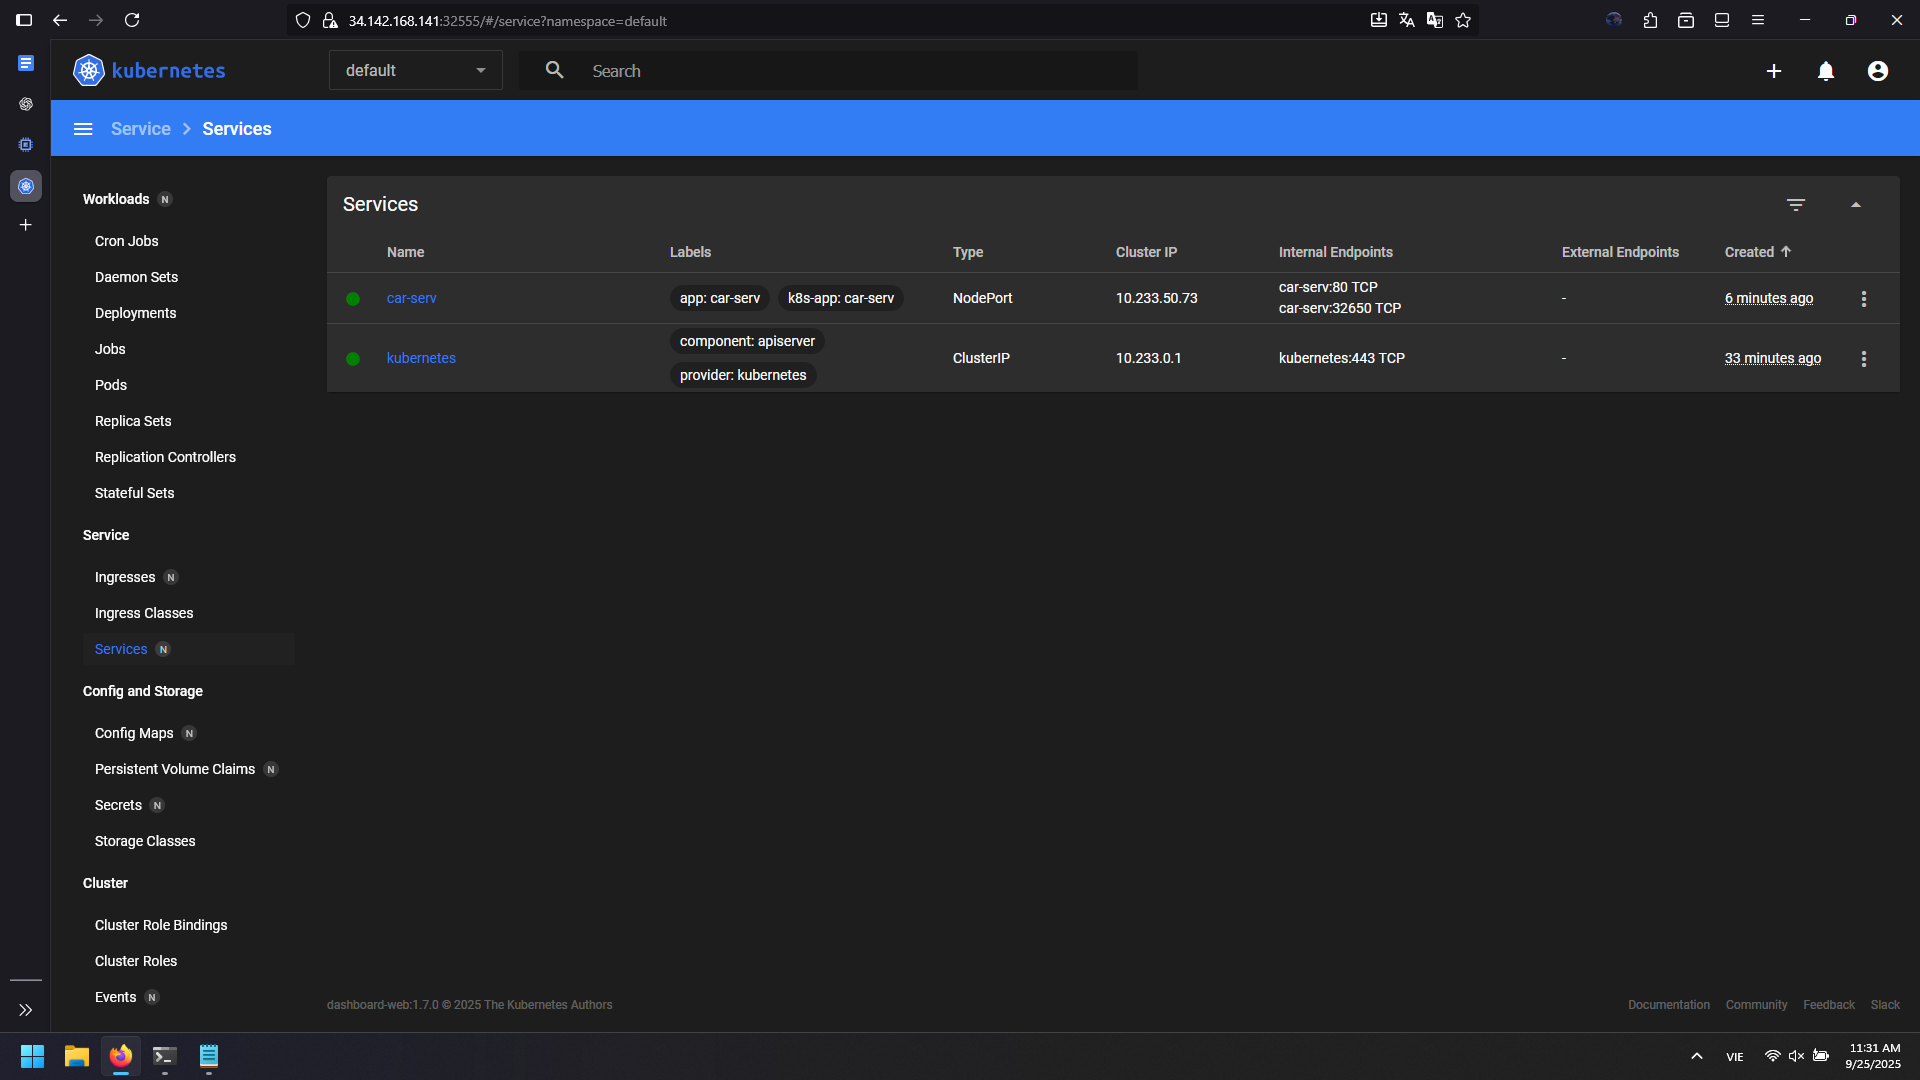 34.142.168.141:32555/#/service?namespace=default
kubernetes
default
Search
Service
Services
Workloads N
Cron Jobs
Daemon Sets
Deployments
Jobs
Pods
Replica Sets
Replication Controllers
Stateful Sets
Service
Ingresses N
Ingress Classes
Services N
Config and Storage
Config Maps N
Persistent Volume Claims N
Secrets N
Storage Classes
Cluster
Cluster Role Bindings
Cluster Roles
Events N
Services
Name Labels Type Cluster IP Internal Endpoints External Endpoints Created
car-serv app: car-serv k8s-app: car-serv NodePort 10.233.50.73 car-serv:80 TCP - 6 minutes ago
car-serv:32650 TCP
component: apiserver
kubernetes ClusterIP 10.233.0.1 kubernetes:443 TCP - 33 minutes ago
provider: kubernetes
dashboard-web:1.7.0 © 2025 The Kubernetes Authors
Documentation Community Feedback Slack
VIE
11:31 AM
9/25/2025